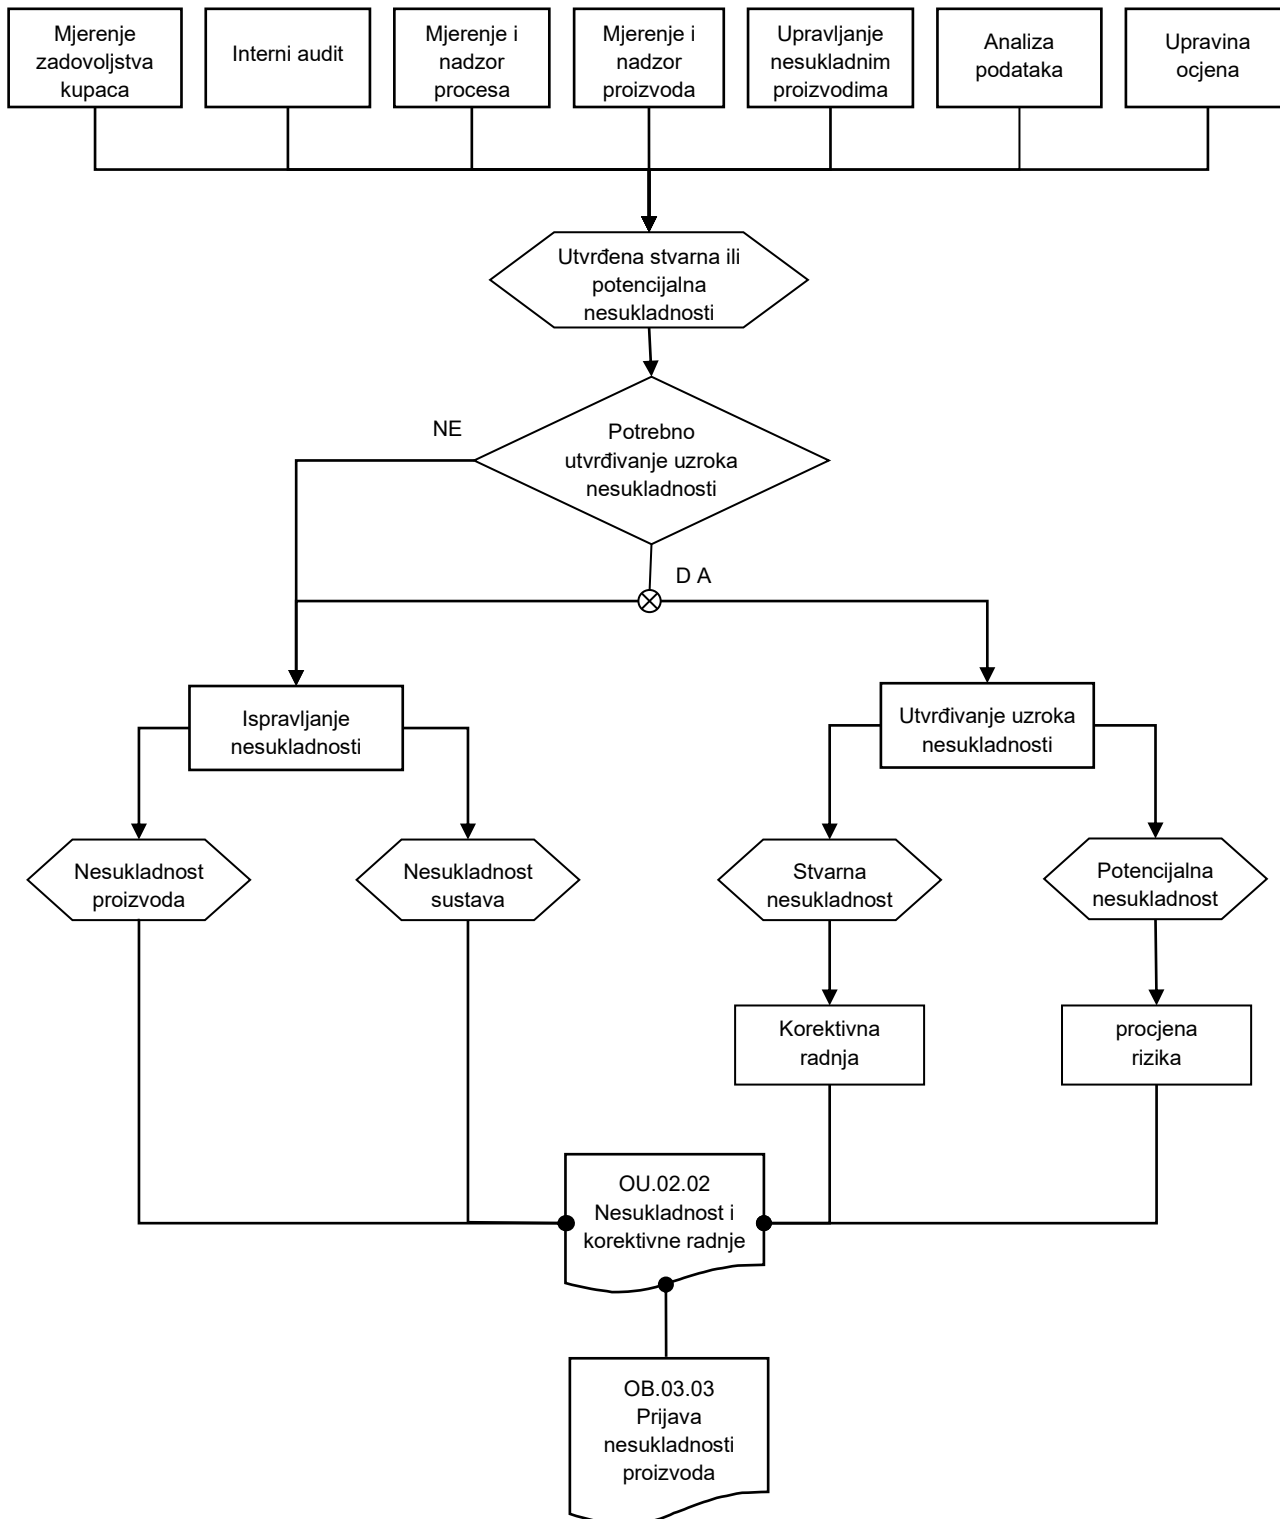 Mjerenje
zadovoljstva
kupaca
Interni audit
Mjerenje i
nadzor
procesa
Mjerenje i
nadzor
proizvoda
Upravljanje
nesukladnim
proizvodima
Analiza
podataka
Upravina
ocjena
Utvrđena stvarna ili
potencijalna
nesukladnosti
NE
Potrebno
utvrđivanje uzroka
nesukladnosti
D A
Ispravljanje
nesukladnosti
Utvrđivanje uzroka
nesukladnosti
Nesukladnost
proizvoda
Nesukladnost
sustava
Stvarna
nesukladnost
Potencijalna
nesukladnost
Korektivna
radnja
procjena
rizika
OU.02.02
Nesukladnost i
korektivne radnje
OB.03.03
Prijava
nesukladnosti
proizvoda